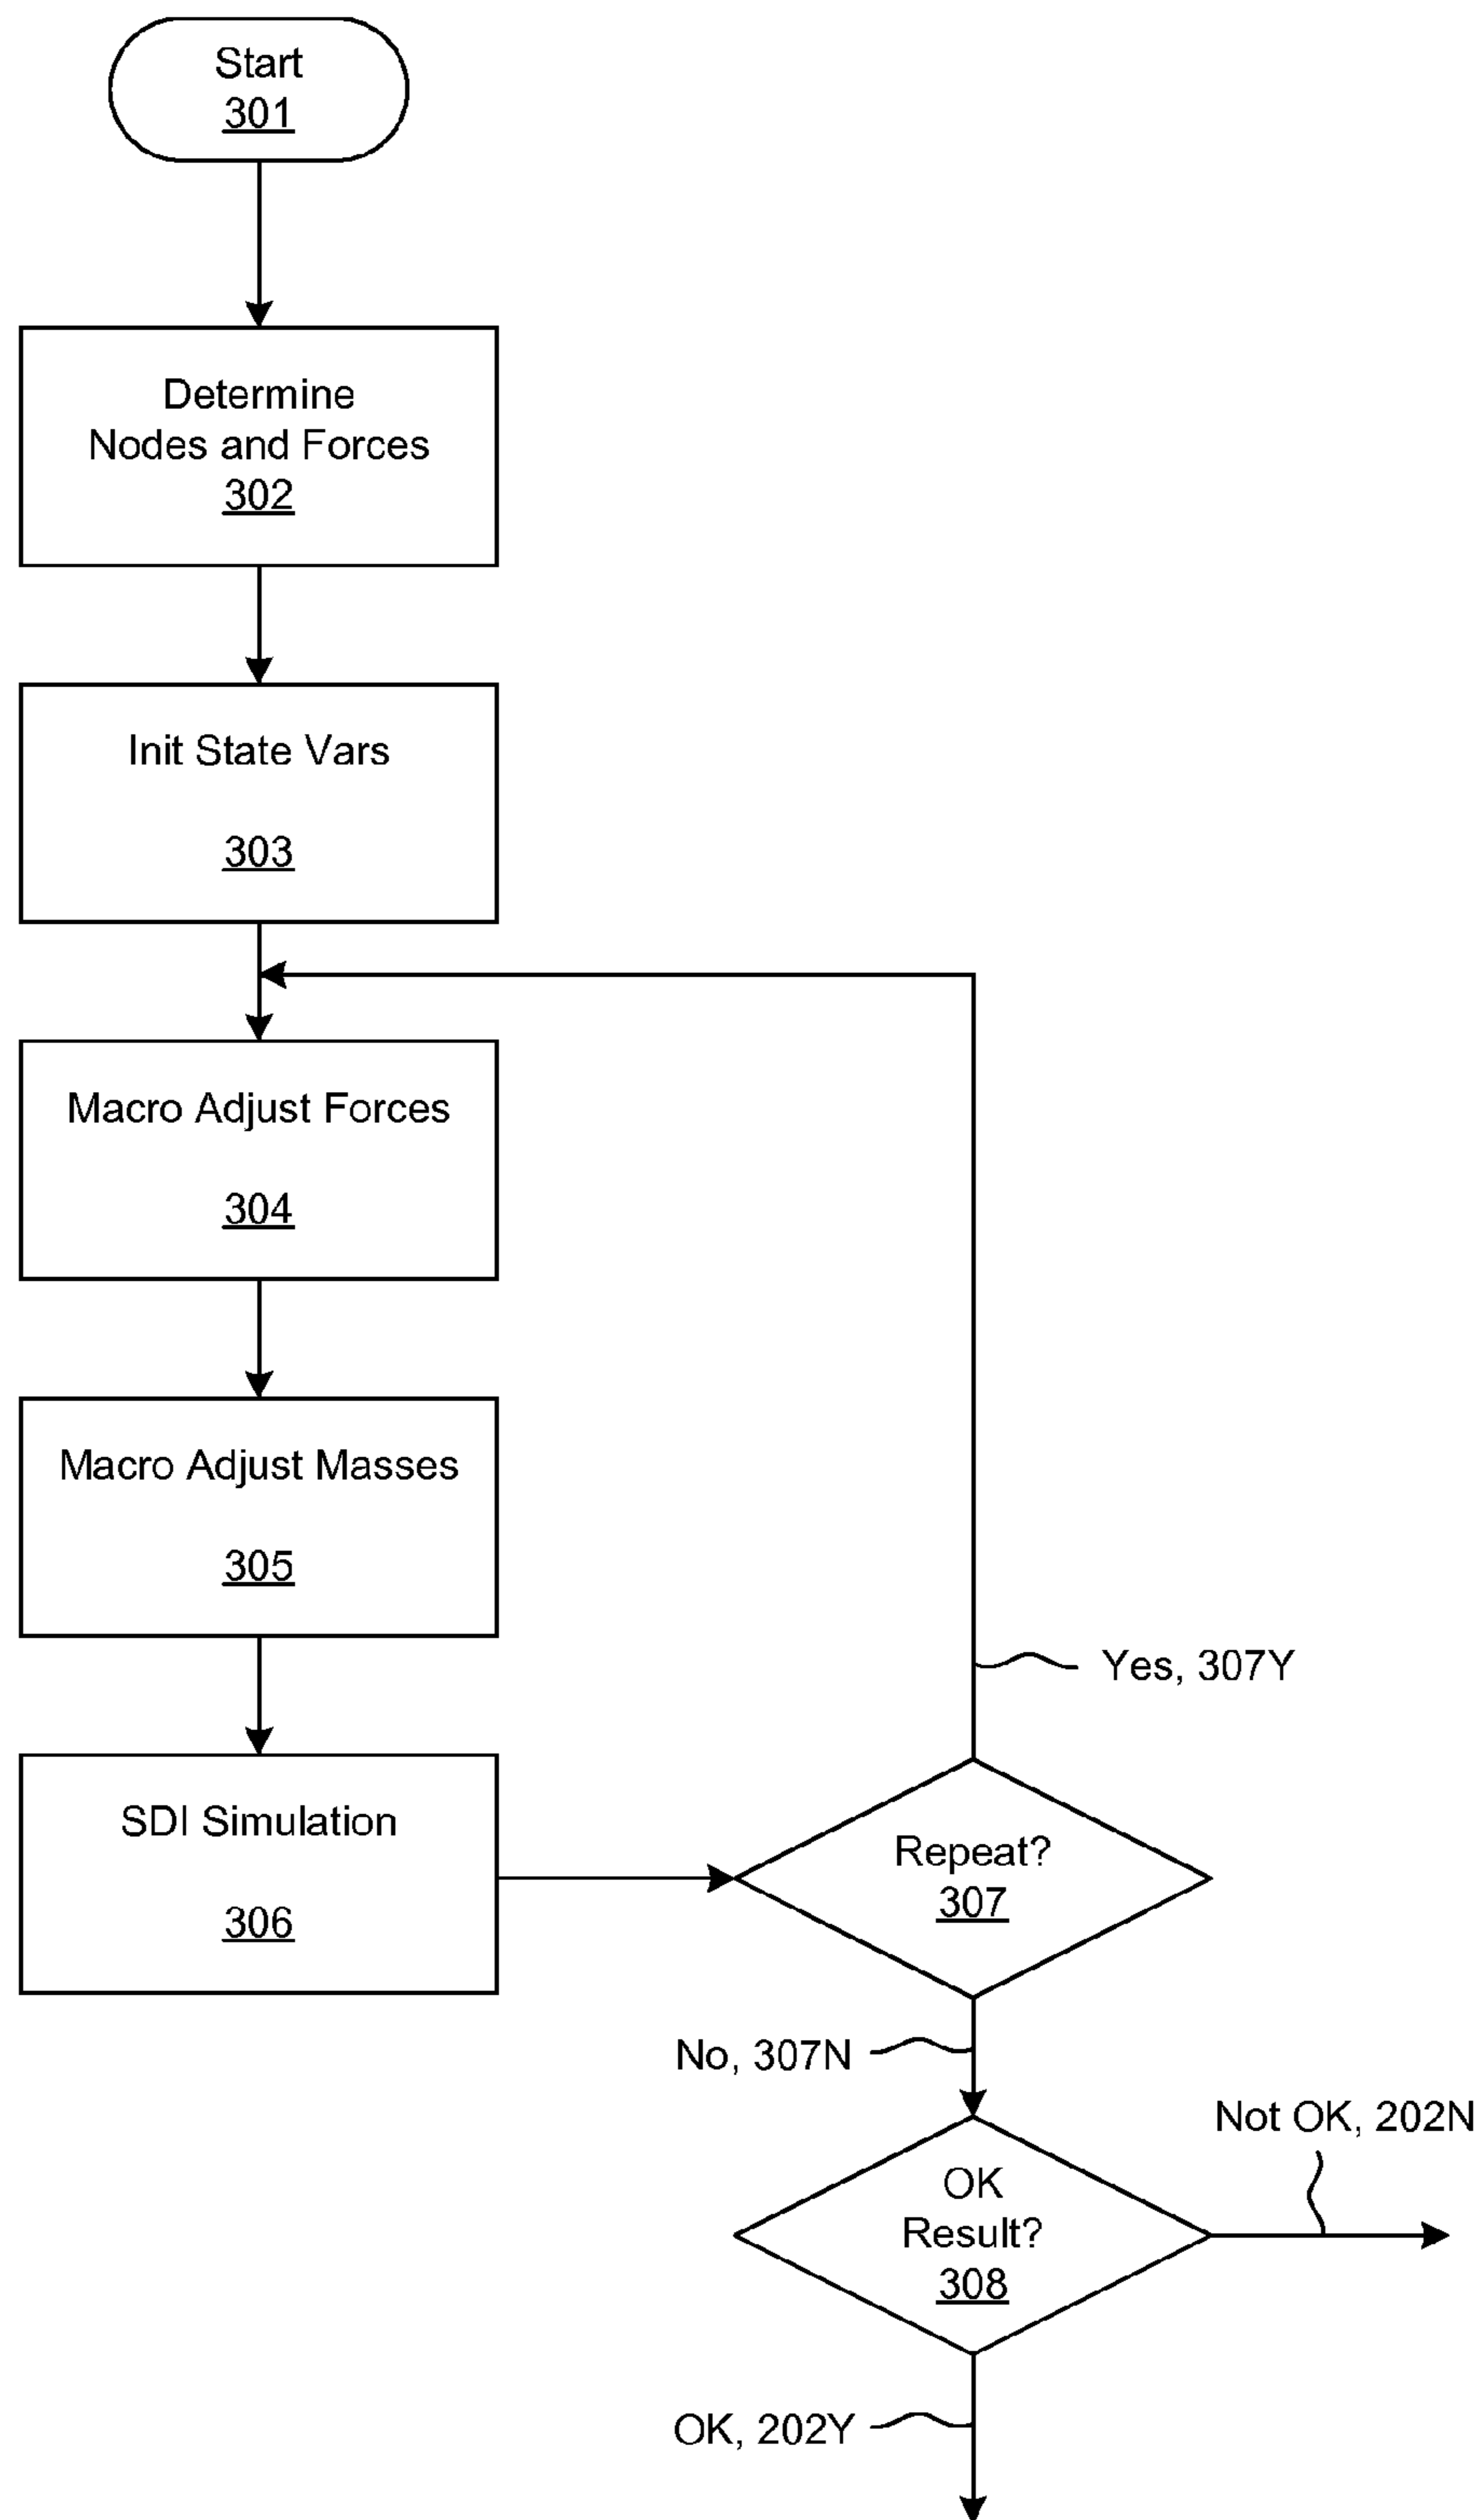 Start
301
Determine
Nodes and Forces
302
Init State Vars
303
Macro Adjust Forces
304
Macro Adjust Masses
305
Yes, 307Y
SDI Simulation
306
Repeat?
307
No, 307N
Not OK, 202N
OK
Result?
308
OK, 202Y